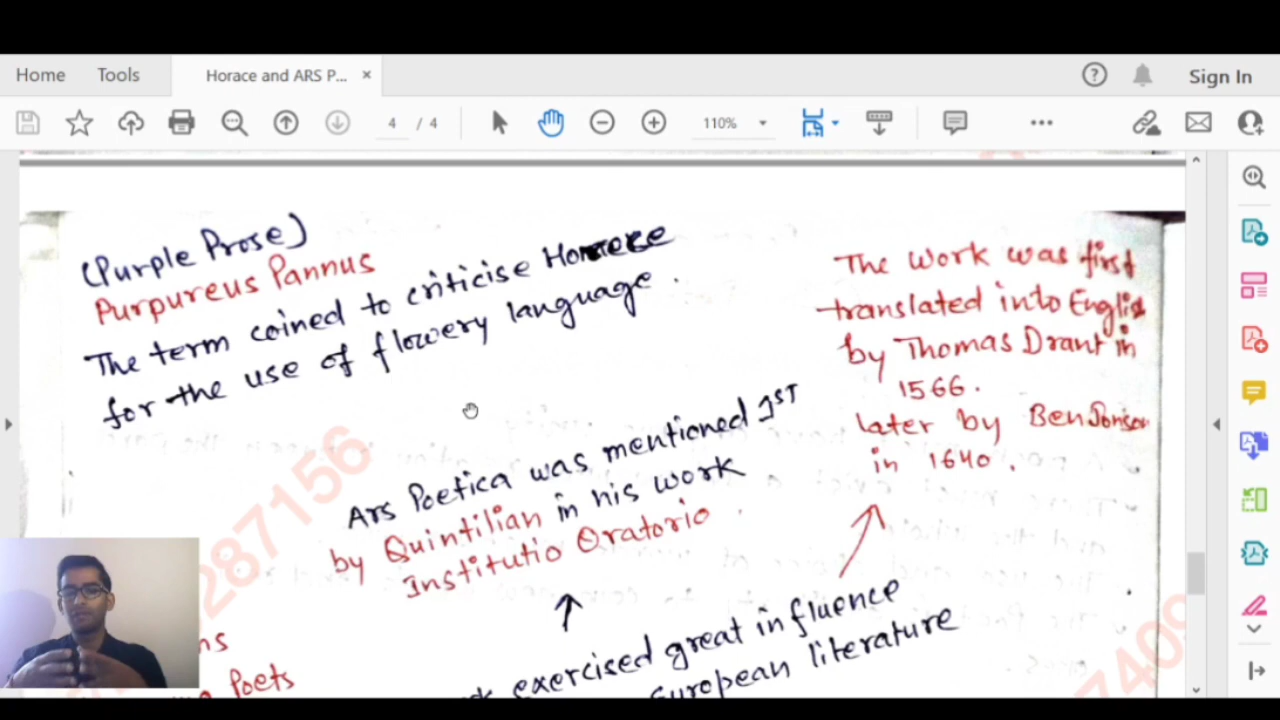 Home
Tools
Horace and ARS P...
Sign In
4 / 4
110%
(Purple Prose)
Purpureus Pannus
The term coined to criticise
for the use of flowery language.
The work was first
translated into Englis
by Thomas Drant in
1566.
later by Ben Jonson
in 1640.
Ars Poetica was mentioned 1ST
by Quintilian in his work
Institutio Oratorio.
exercised great influence
European literature
ns
Poets
287156
7409